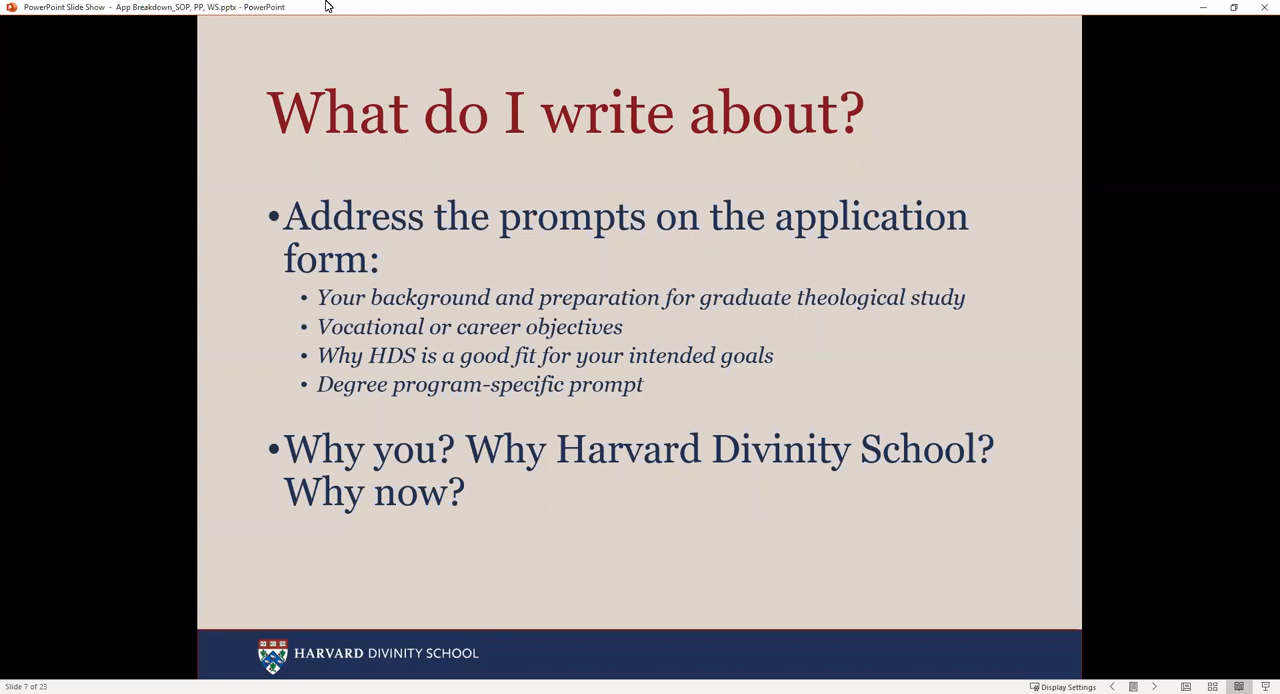 PowerPoint Slide Show - App Breakdown_SOP, PP, WS.pptx - PowerPoint
What do I write about?
•Address the prompts on the application
form:
• Your background and preparation for graduate theological study
• Vocational or career objectives
• Why HDS is a good fit for your intended goals
• Degree program-specific prompt
•Why you? Why Harvard Divinity School?
Why now?
HARVARD DIVINITY SCHOOL
Slide 7 of 23
Display Settings